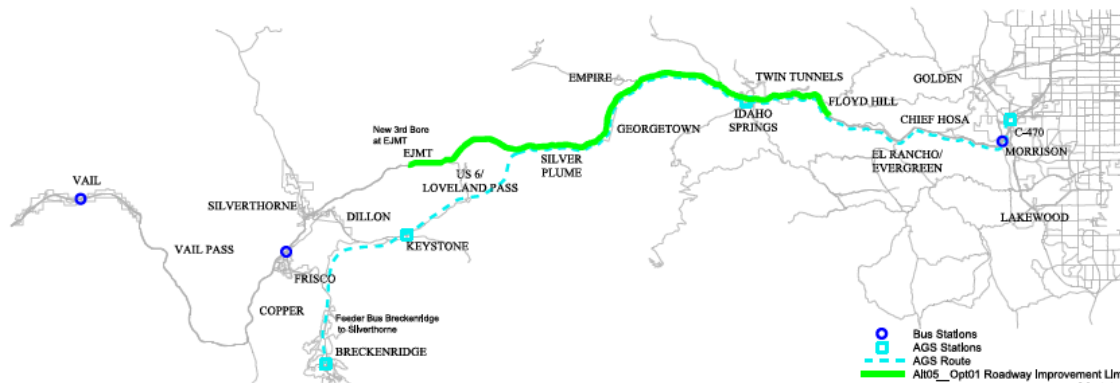 EMPIRE
TWIN TUNNELS
GOLDEN
FLOYD HILL
IDAHO
SPRINGS
CHIEF HOSA
C-470
GEORGETOWN
MORRISON
New 3rd Bore
at EJMT
EJMT
SILVER
PLUME
EL RANCHO/
EVERGREEN
US 6/
LOVELAND PASS
VAIL
SILVERTHORNE
DILLON
LAKEWOOD
VAIL PASS
KEYSTONE
FRISCO
COPPER
Feeder Bus Breckenridge
to Silverthorne
BRECKENRIDGE
Bus Stations
AGS Stations
AGS Route
Alt05__Opt01 Roadway Improvement Lim